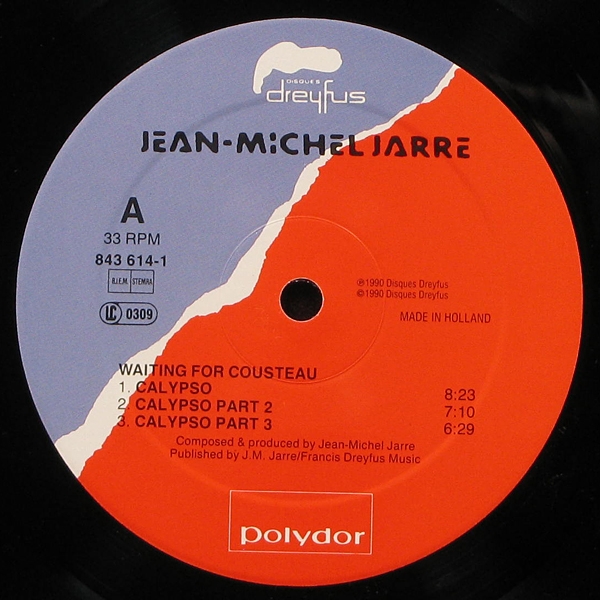 DISQUES
dreyfus
JEAN-MICHEL JARRE
A
33 RPM
843 614-1
B.I.E.M. STEMRA
LC 0309
℗1990 Disques Dreyfus
©1990 Disques Dreyfus
MADE IN HOLLAND
WAITING FOR COUSTEAU
1. CALYPSO 8:23
2. CALYPSO PART 2 7:10
3. CALYPSO PART 3 6:29
Composed & produced by Jean-Michel Jarre
Published by J.M. Jarre/Francis Dreyfus Music
polydor